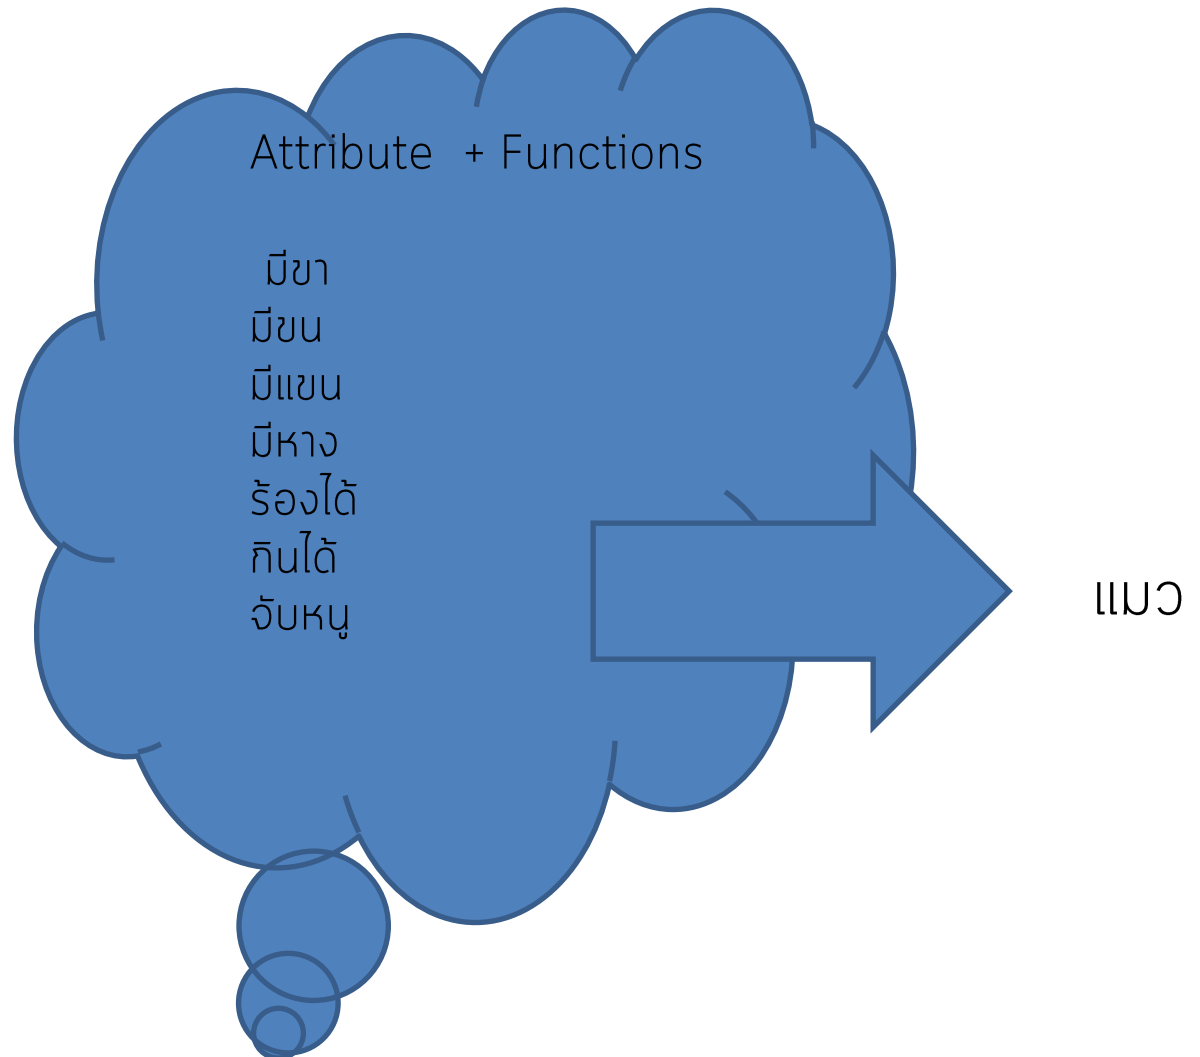 Attribute + Functions
มีขา
มีขน
มีแขน
มีหาง
ร้องได้
กินได้
จับหนู
แมว